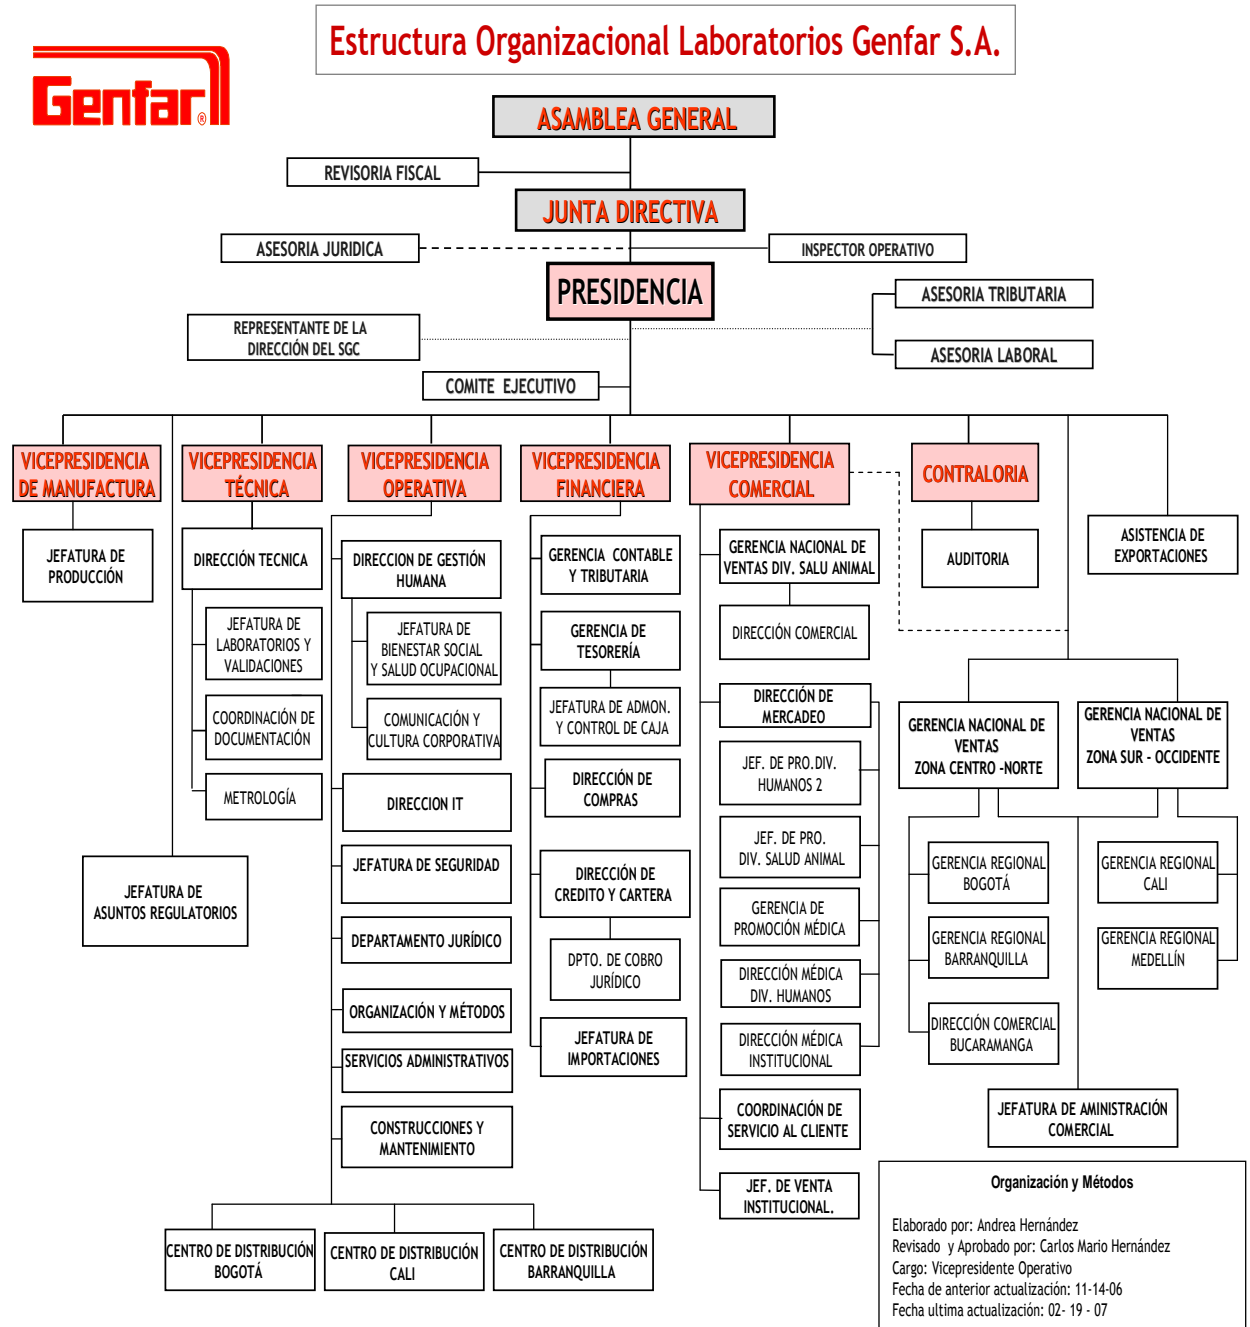 Estructura Organizacional Laboratorios Genfar S.A.
Genfar®
ASAMBLEA GENERAL
REVISORIA FISCAL
JUNTA DIRECTIVA
ASESORIA JURIDICA
INSPECTOR OPERATIVO
PRESIDENCIA
ASESORIA TRIBUTARIA
REPRESENTANTE DE LA
DIRECCIÓN DEL SGC
ASESORIA LABORAL
COMITE EJECUTIVO
VICEPRESIDENCIA
DE MANUFACTURA
VICEPRESIDENCIA
TÉCNICA
VICEPRESIDENCIA
OPERATIVA
VICEPRESIDENCIA
FINANCIERA
VICEPRESIDENCIA
COMERCIAL
CONTRALORIA
JEFATURA DE
PRODUCCIÓN
DIRECCIÓN TECNICA
JEFATURA DE
LABORATORIOS Y
VALIDACIONES
COORDINACIÓN DE
DOCUMENTACIÓN
METROLOGÍA
JEFATURA DE
ASUNTOS REGULATORIOS
DIRECCION DE GESTIÓN
HUMANA
JEFATURA DE
BIENESTAR SOCIAL
Y SALUD OCUPACIONAL
COMUNICACIÓN Y
CULTURA CORPORATIVA
DIRECCION IT
JEFATURA DE SEGURIDAD
DEPARTAMENTO JURÍDICO
ORGANIZACIÓN Y MÉTODOS
SERVICIOS ADMINISTRATIVOS
CONSTRUCCIONES Y
MANTENIMIENTO
CENTRO DE DISTRIBUCIÓN
BOGOTÁ
CENTRO DE DISTRIBUCIÓN
CALI
CENTRO DE DISTRIBUCIÓN
BARRANQUILLA
GERENCIA CONTABLE
Y TRIBUTARIA
GERENCIA DE
TESORERÍA
JEFATURA DE ADMON.
Y CONTROL DE CAJA
DIRECCIÓN DE
COMPRAS
DIRECCIÓN DE
CREDITO Y CARTERA
DPTO. DE COBRO
JURÍDICO
JEFATURA DE
IMPORTACIONES
GERENCIA NACIONAL DE
VENTAS DIV. SALU ANIMAL
DIRECCIÓN COMERCIAL
DIRECCIÓN DE
MERCADEO
JEF. DE PRO.DIV.
HUMANOS 2
JEF. DE PRO.
DIV. SALUD ANIMAL
GERENCIA DE
PROMOCIÓN MÉDICA
DIRECCIÓN MÉDICA
DIV. HUMANOS
DIRECCIÓN MÉDICA
INSTITUCIONAL
COORDINACIÓN DE
SERVICIO AL CLIENTE
JEF. DE VENTA
INSTITUCIONAL.
AUDITORIA
ASISTENCIA DE
EXPORTACIONES
GERENCIA NACIONAL DE
VENTAS
ZONA CENTRO -NORTE
GERENCIA NACIONAL DE
VENTAS
ZONA SUR - OCCIDENTE
GERENCIA REGIONAL
BOGOTÁ
GERENCIA REGIONAL
BARRANQUILLA
DIRECCIÓN COMERCIAL
BUCARAMANGA
GERENCIA REGIONAL
CALI
GERENCIA REGIONAL
MEDELLÍN
JEFATURA DE AMINISTRACIÓN
COMERCIAL
Organización y Métodos
Elaborado por: Andrea Hernández
Revisado y Aprobado por: Carlos Mario Hernández
Cargo: Vicepresidente Operativo
Fecha de anterior actualización: 11-14-06
Fecha ultima actualización: 02- 19 - 07